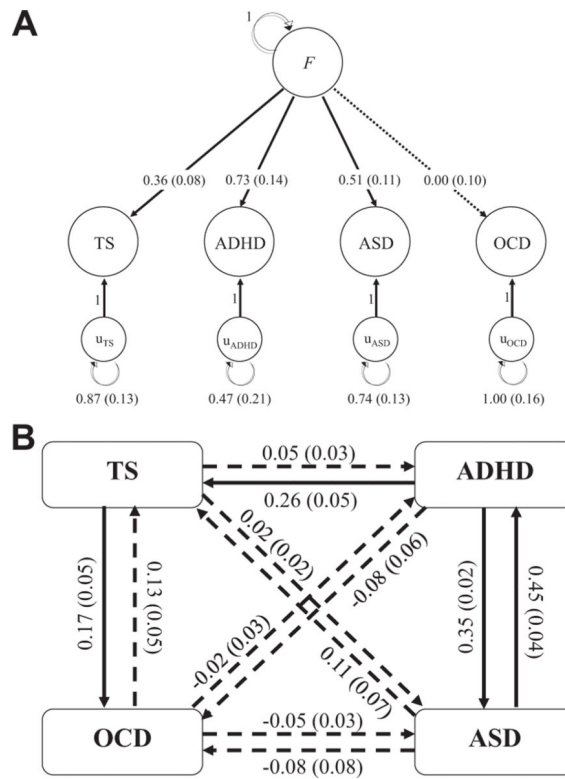 A
1
F
0.36 (0.08) 0.73 (0.14) 0.51 (0.11) 0.00 (0.10)
TS ADHD ASD OCD
1 1 1 1
uTS uADHD uASD uOCD
0.87 (0.13) 0.47 (0.21) 0.74 (0.13) 1.00 (0.16)
B
TS 0.05 (0.03) ADHD
0.26 (0.05)
0.17 (0.05)
0.13 (0.05)
0.02 (0.02)
-0.08 (0.06)
-0.02 (0.03)
0.11 (0.07)
0.35 (0.02)
0.45 (0.04)
OCD -0.05 (0.03) ASD
-0.08 (0.08)